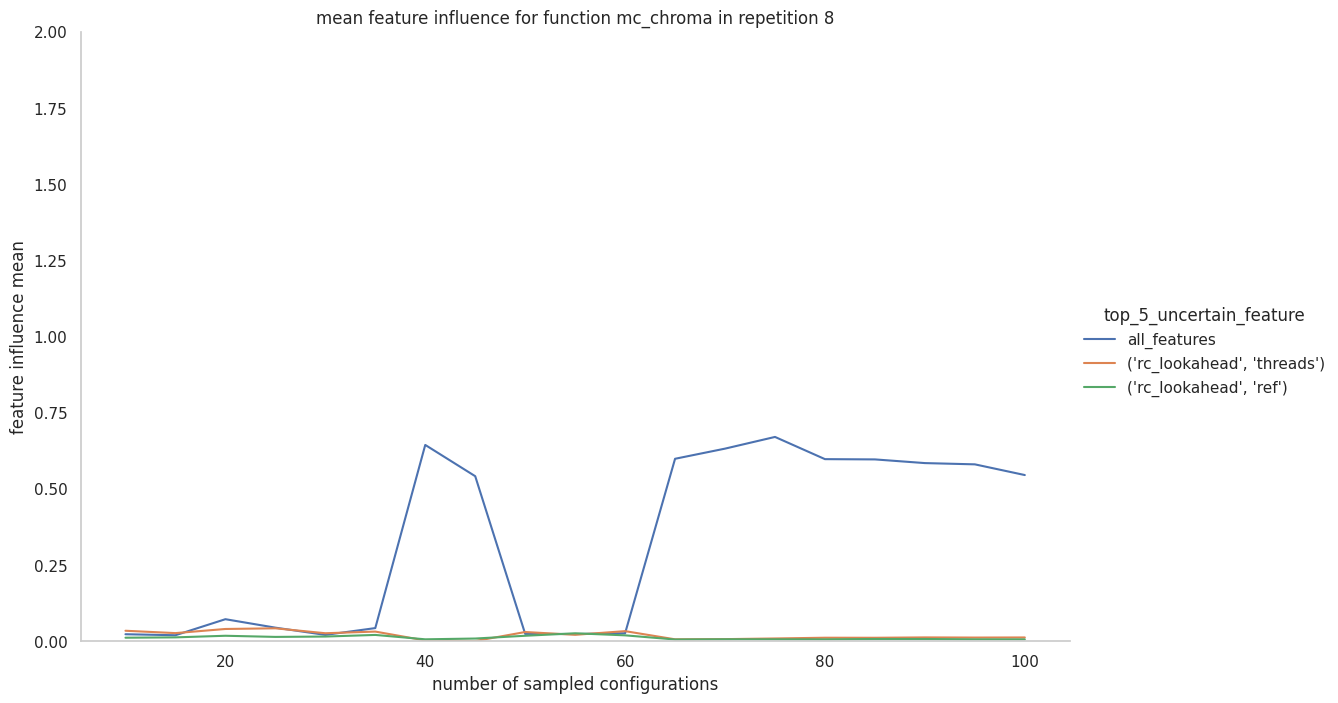 mean feature influence for function mc_chroma in repetition 8
2.00
1.75
1.50
1.25
1.00
0.75
0.50
0.25
0.00
feature influence mean
20
40
60
80
100
number of sampled configurations
top_5_uncertain_feature
all_features
('rc_lookahead', 'threads')
('rc_lookahead', 'ref')